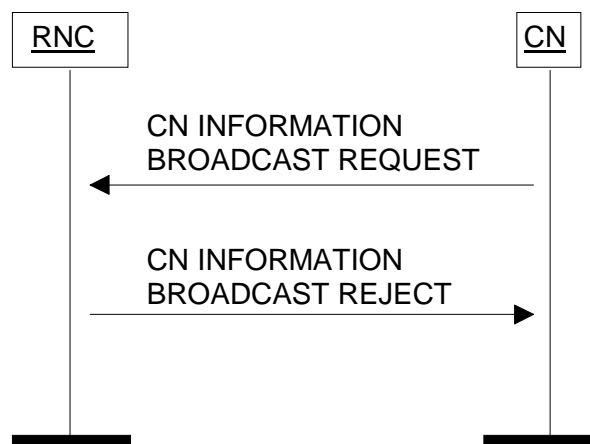 RNC
CN
CN INFORMATION
BROADCAST REQUEST
CN INFORMATION
BROADCAST REJECT